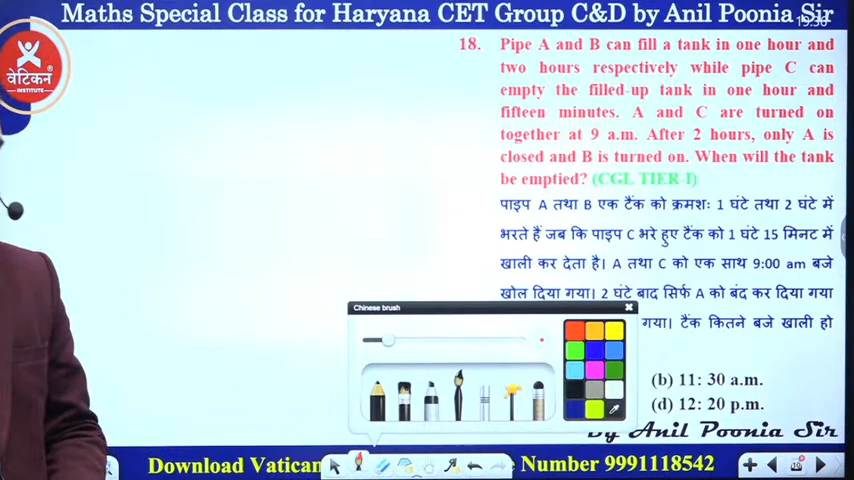 Maths Special Class for Haryana CET Group C&D by Anil Poonia Sir
वेटिकन
INSTITUTE
18. Pipe A and B can fill a tank in one hour and
two hours respectively while pipe C can
empty the filled-up tank in one hour and
fifteen minutes. A and C are turned on
together at 9 a.m. After 2 hours, only A is
closed and B is turned on. When will the tank
be emptied? (CGL TIER-I)
पाइप A तथा B एक टैंक को क्रमशः 1 घंटे तथा 2 घंटे में
भरते हैं जब कि पाइप C भरे हुए टैंक को 1 घंटे 15 मिनट में
खाली कर देता है। A तथा C को एक साथ 9:00 am बजे
खोल दिया गया। 2 घंटे बाद सिर्फ A को बंद कर दिया गया
Chinese brush
गया। टैंक कितने बजे खाली हो
(b) 11: 30 a.m.
(d) 12: 20 p.m.
By Anil Poonia Sir
Download Vatican
e Number 9991118542